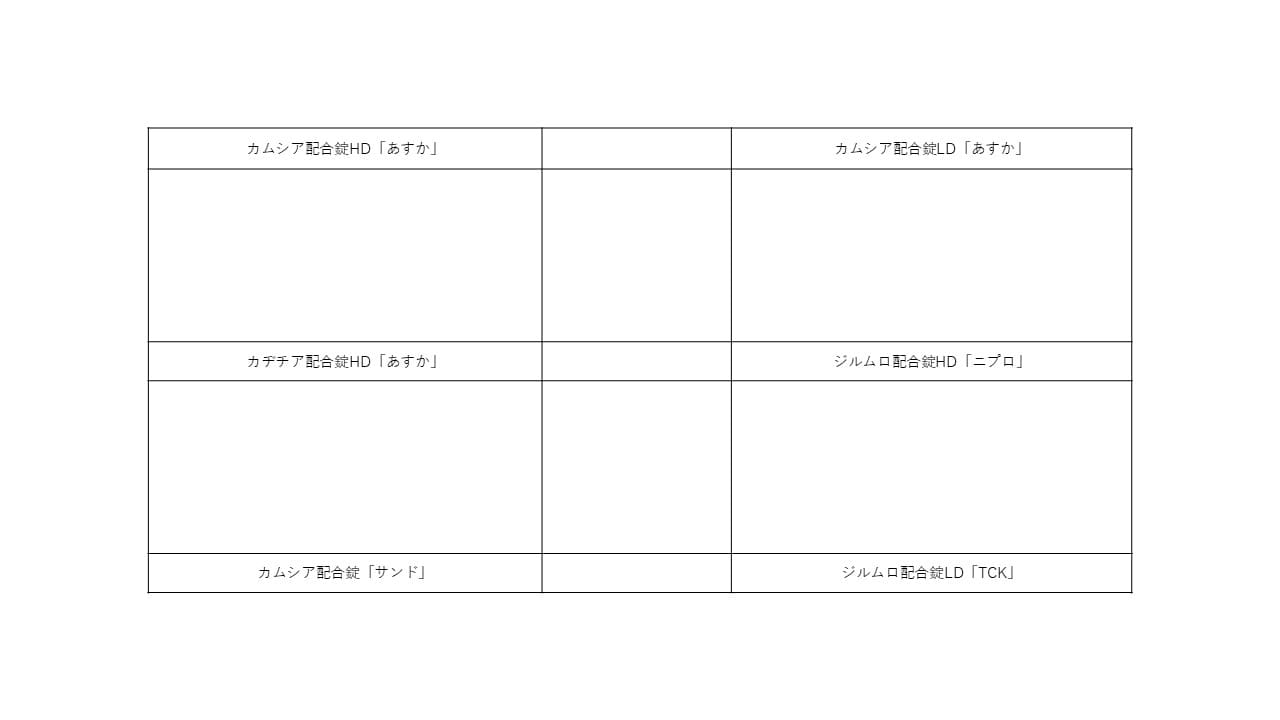 カムシア配合錠HD「あすか」
カムシア配合錠LD「あすか」
カヂチア配合錠HD「あすか」
ジルムロ配合錠HD「ニプロ」
カムシア配合錠「サンド」
ジルムロ配合錠LD「TCK」